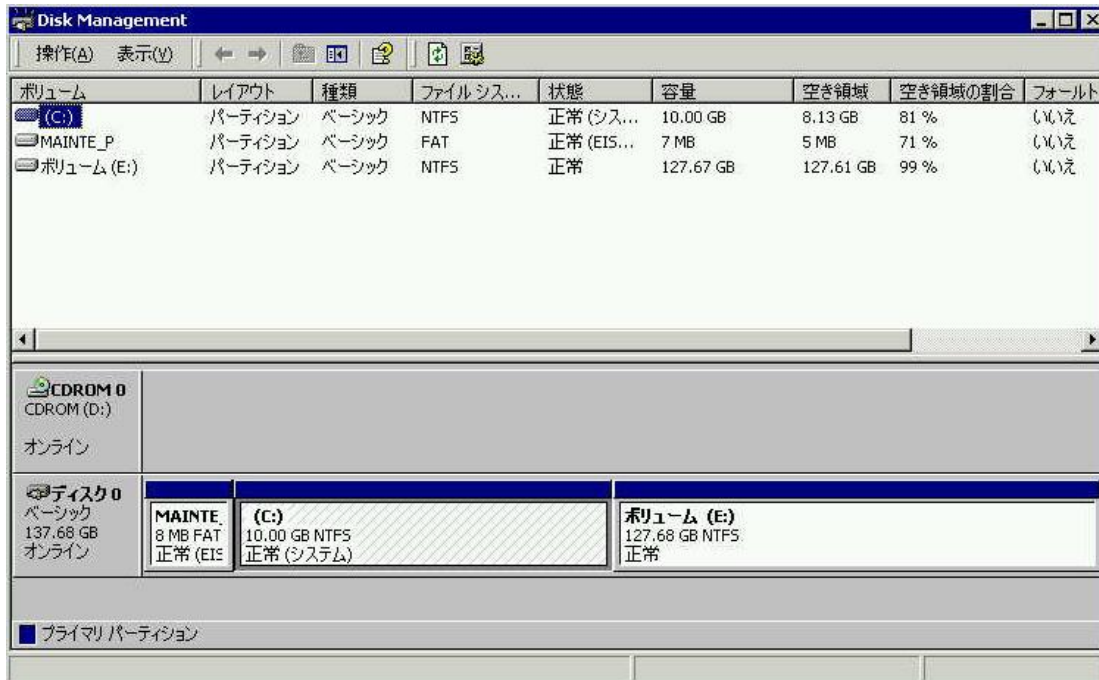 Disk Management
操作(A) 表示(V)
ボリューム レイアウト 種類 ファイル シス... 状態 容量 空き領域 空き領域の割合 フォールト
(C:) パーティション ベーシック NTFS 正常 (シス... 10.00 GB 8.13 GB 81 % いいえ
MAINTE_P パーティション ベーシック FAT 正常 (EIS... 7 MB 5 MB 71 % いいえ
ボリューム (E:) パーティション ベーシック NTFS 正常 127.67 GB 127.61 GB 99 % いいえ
CDROM 0
CDROM (D:)
オンライン
ディスク 0
ベーシック
137.68 GB
オンライン
MAINTE_
8 MB FAT
正常 (EIS
(C:)
10.00 GB NTFS
正常 (システム)
ボリューム (E:)
127.68 GB NTFS
正常
プライマリ パーティション